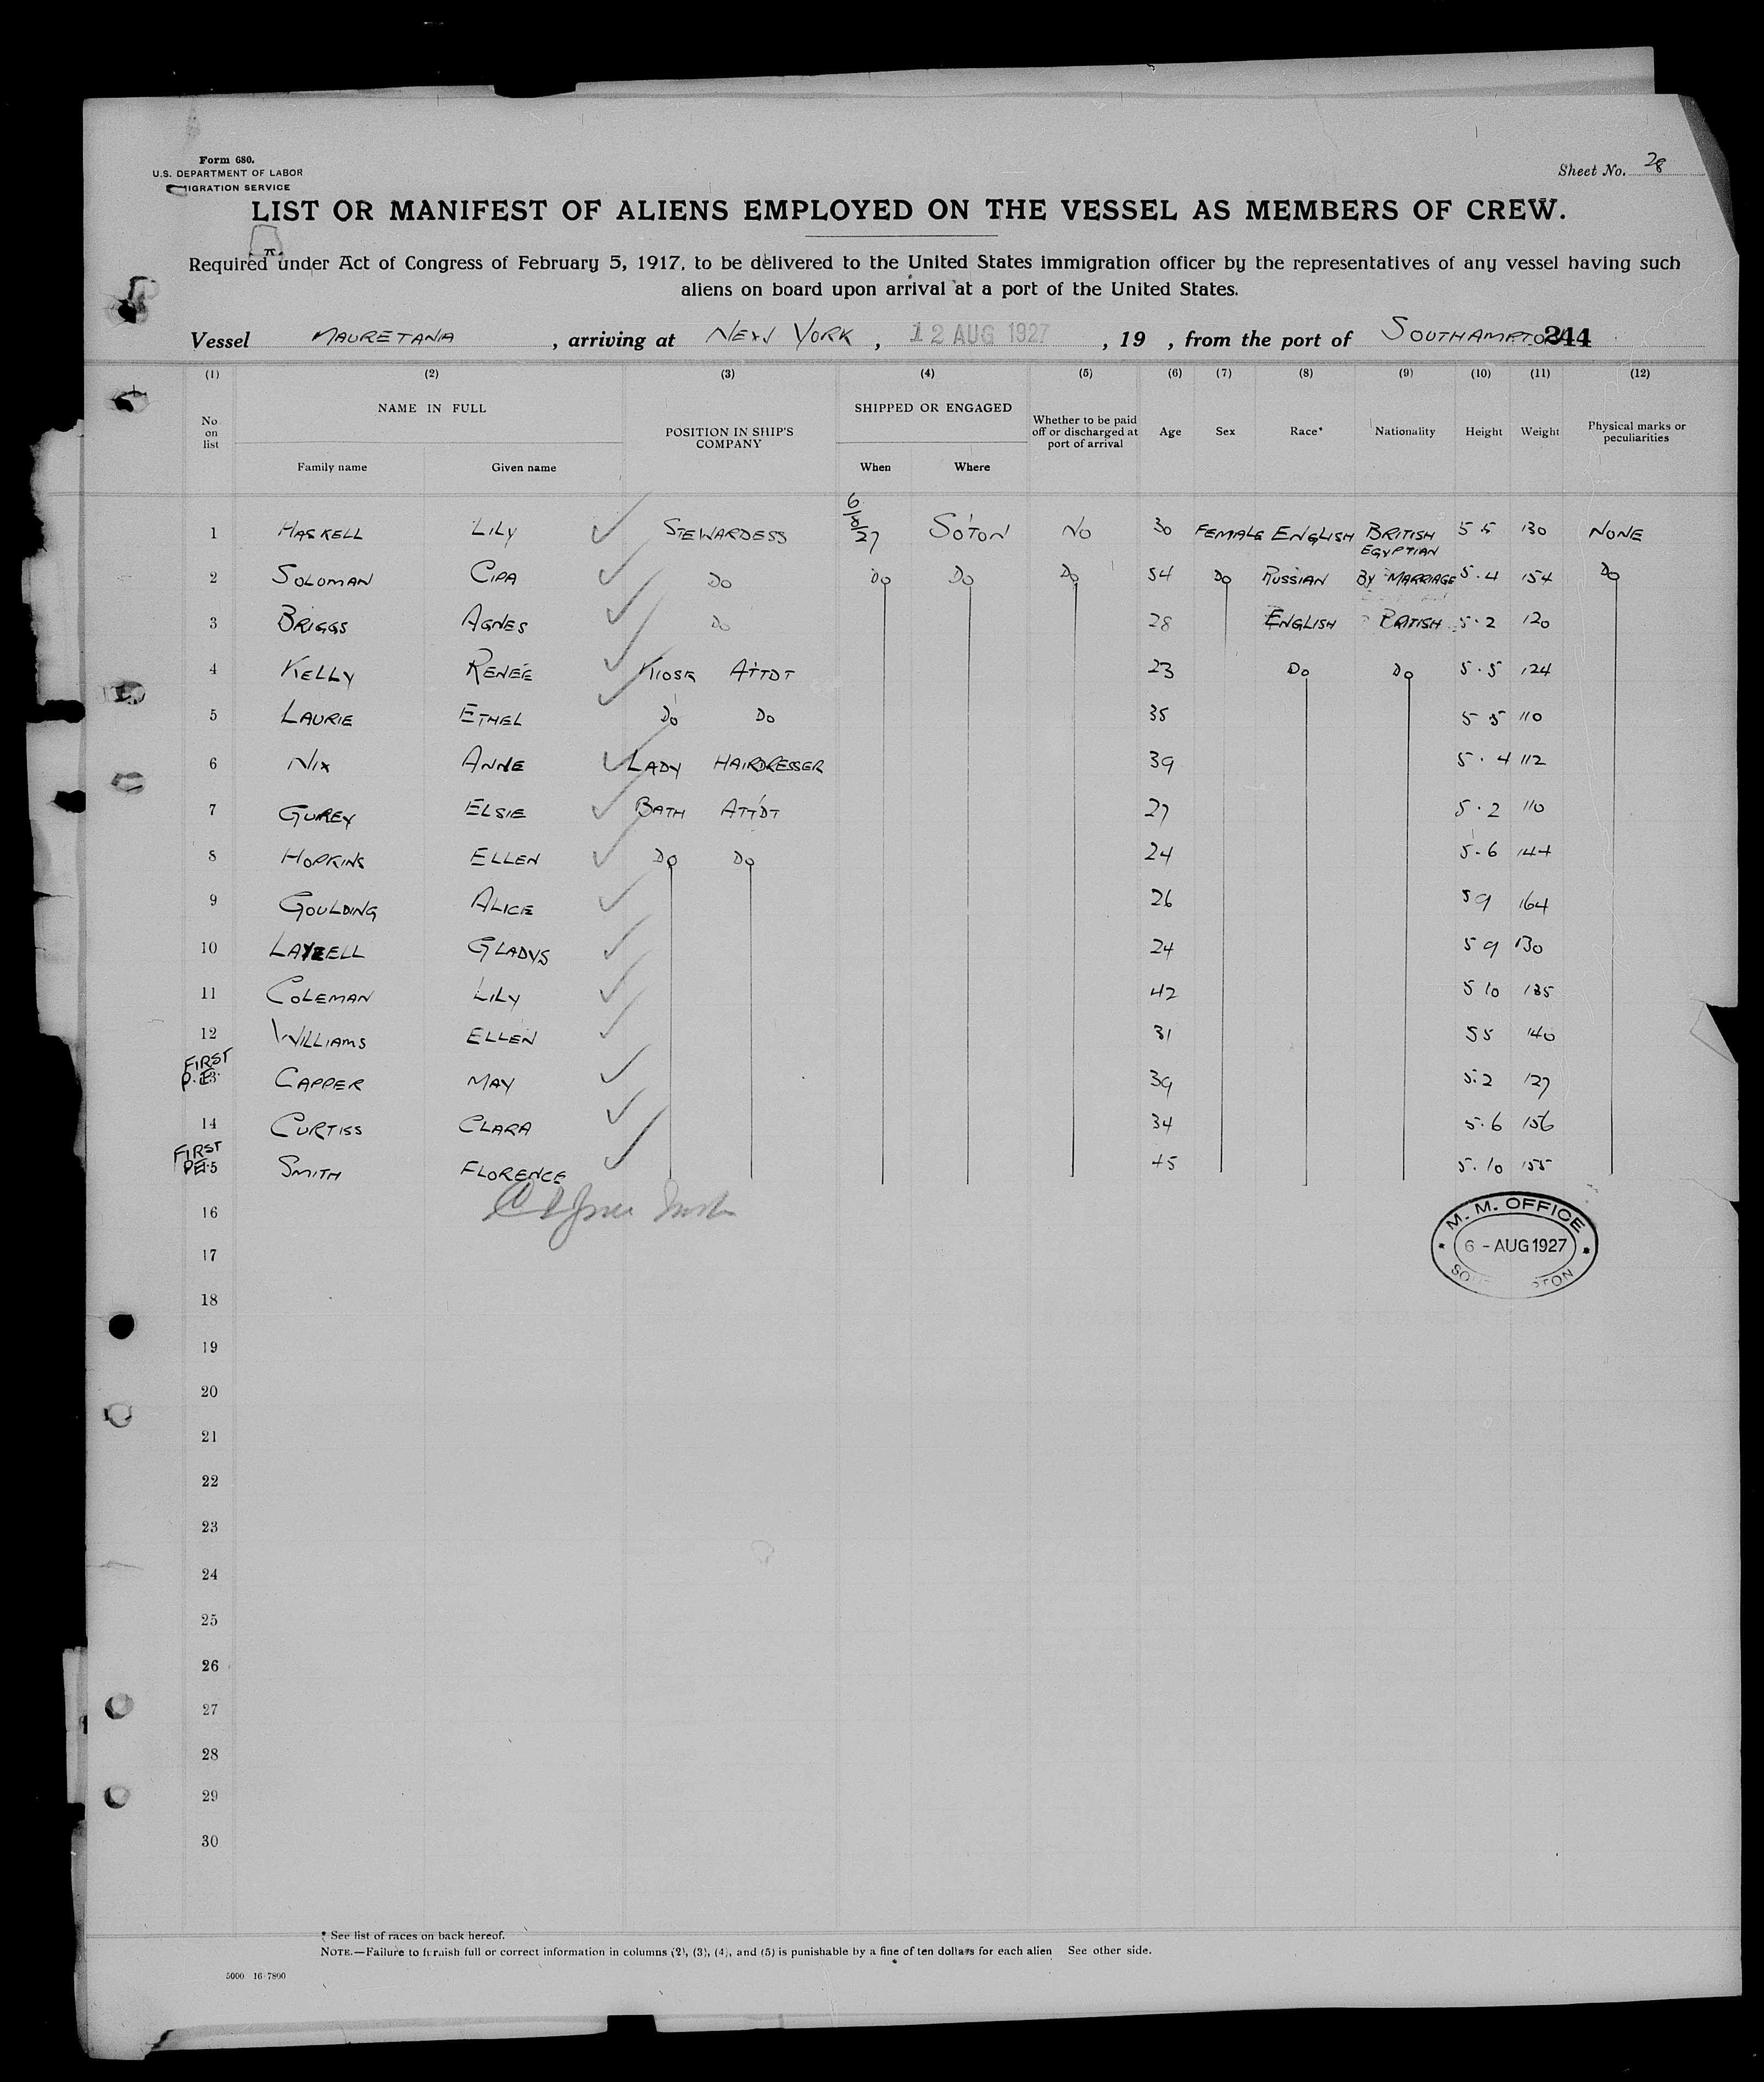 Form 680.
U.S. DEPARTMENT OF LABOR
MIGRATION SERVICE
Sheet No. 28
LIST OR MANIFEST OF ALIENS EMPLOYED ON THE VESSEL AS MEMBERS OF CREW.
Required under Act of Congress of February 5, 1917, to be delivered to the United States immigration officer by the representatives of any vessel having such
aliens on board upon arrival at a port of the United States.
Vessel MAURETANIA, arriving at NEW YORK, 12 AUG 1927, 19 , from the port of SOUTHAMPTON 244
(1) (2) (3) (4) (5) (6) (7) (8) (9) (10) (11) (12)
No on list NAME IN FULL Family name Given name POSITION IN SHIP'S COMPANY SHIPPED OR ENGAGED When Where Whether to be paid off or discharged at port of arrival Age Sex Race* Nationality Height Weight Physical marks or peculiarities
1 HASKELL LILY STEWARDESS 6/8/27 SO'TON NO 30 FEMALE ENGLISH BRITISH 5 5 130 NONE
2 SOLOMAN CIPA DO DO DO DO 54 DO RUSSIAN EGYPTIAN BY MARRIAGE 5.4 154 DO
3 BRIGGS AGNES DO 28 ENGLISH BRITISH 5.2 120
4 KELLY RENEE KIOSK ATTDT 23 DO DO 5.5 124
5 LAURIE ETHEL DO DO 35 5 5 110
6 NIX ANNE LADY HAIRDRESSER 39 5.4 112
7 GUREY ELSIE BATH ATTDT 27 5.2 110
8 HOPKINS ELLEN DO DO 24 5-6 144
9 GOULDING ALICE 26 5 9 164
10 LAYZELL GLADYS 24 5 9 130
11 COLEMAN LILY 42 5 10 135
12 WILLIAMS ELLEN 31 5 5 140
FIRST
P.E. 13 CAPPER MAY 39 5.2 127
14 CURTISS CLARA 34 5.6 156
FIRST
P.E. 15 SMITH FLORENCE 45 5.10 155
16
M. M. OFFICE
6 - AUG 1927
17
18
19
20
21
22
23
24
25
26
27
28
29
30
* See list of races on back hereof.
NOTE.—Failure to furnish full or correct information in columns (2), (3), (4), and (5) is punishable by a fine of ten dollars for each alien See other side.
5000 16-7800